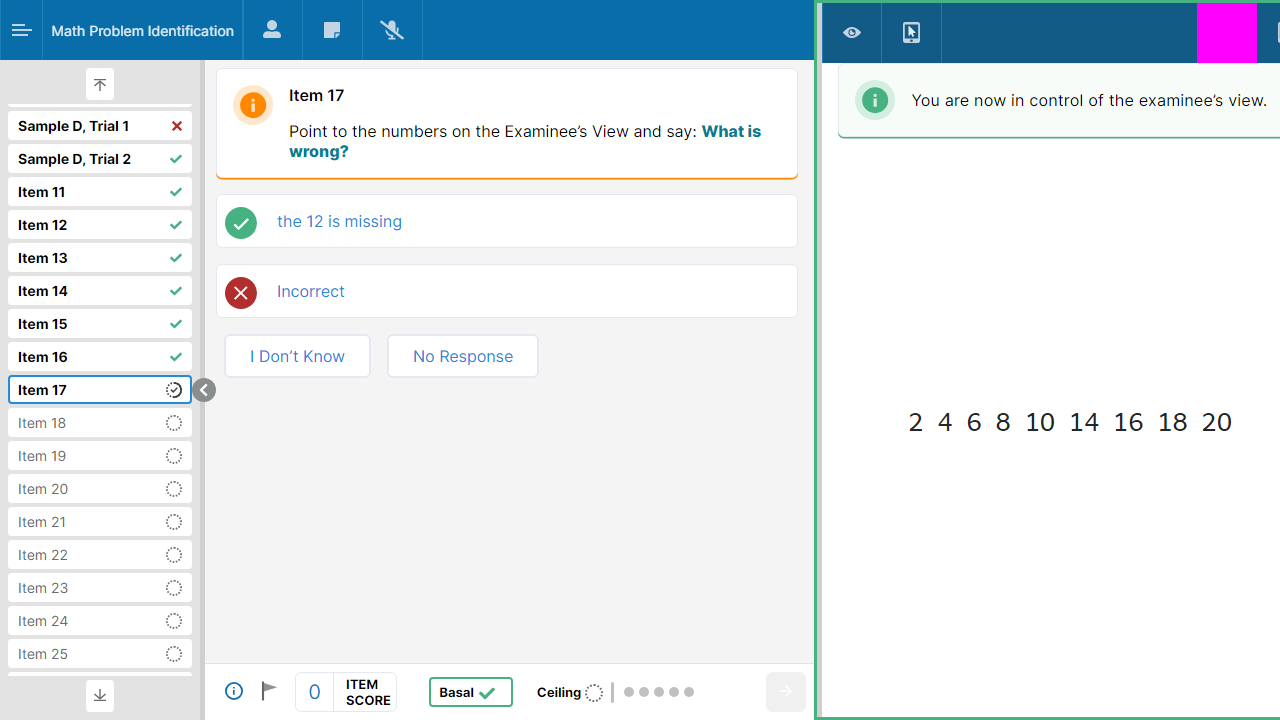 Math Problem Identification
Sample D, Trial 1
Sample D, Trial 2
Item 11
Item 12
Item 13
Item 14
Item 15
Item 16
Item 17
Item 18
Item 19
Item 20
Item 21
Item 22
Item 23
Item 24
Item 25
Item 17
Point to the numbers on the Examinee’s View and say: What is
wrong?
the 12 is missing
Incorrect
I Don’t Know
No Response
0
ITEM
SCORE
Basal
Ceiling
You are now in control of the examinee’s view.
2 4 6 8 10 14 16 18 20